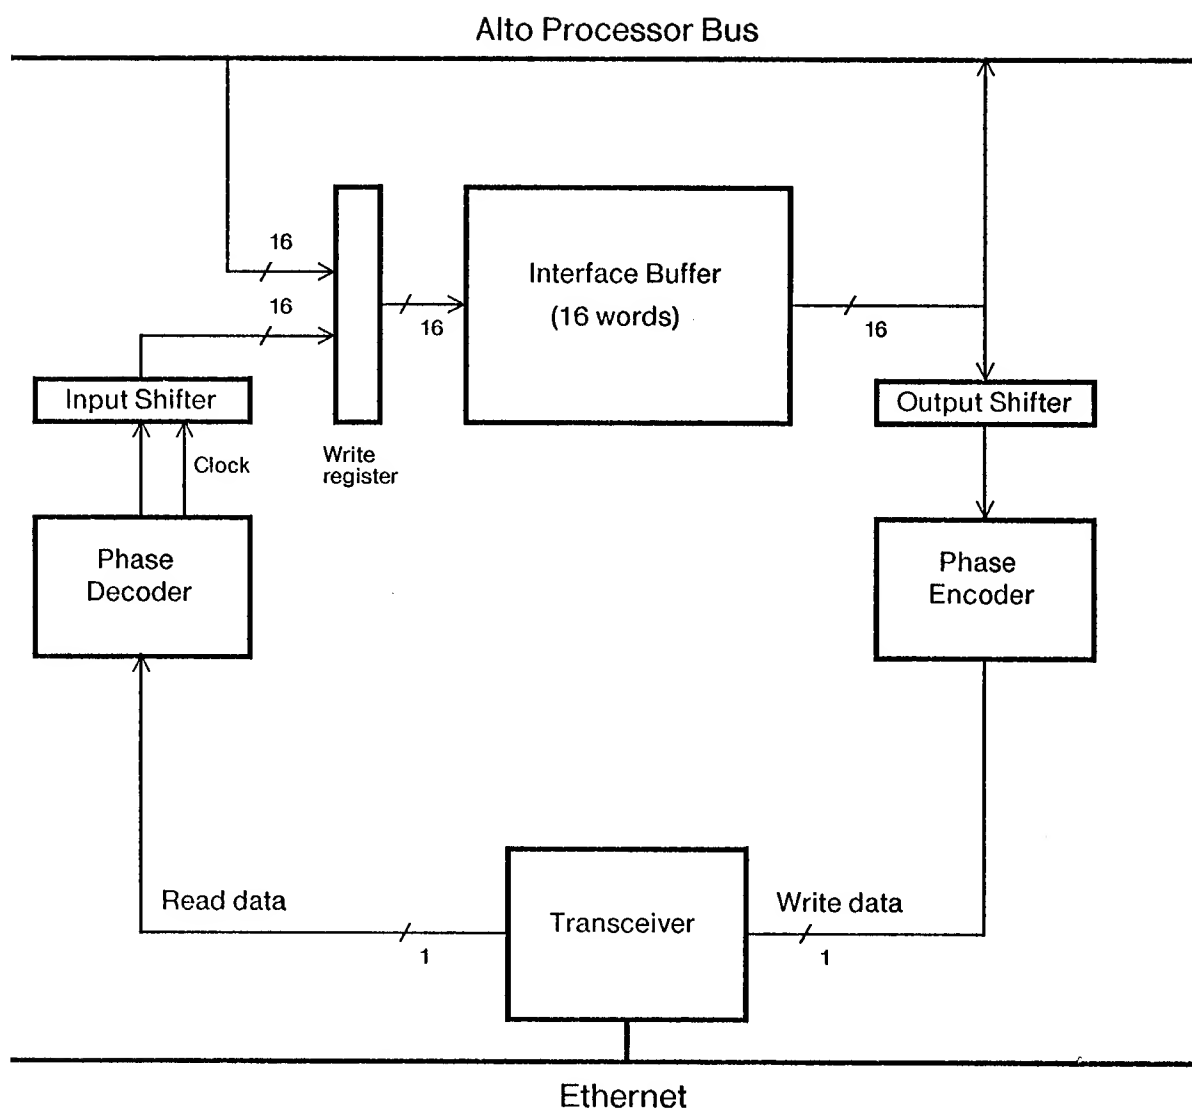 Alto Processor Bus
16
Interface Buffer
(16 words)
16
16
16
Input Shifter
Output Shifter
Write
register
Clock
Phase
Decoder
Phase
Encoder
Read data
Transceiver
Write data
1
1
Ethernet